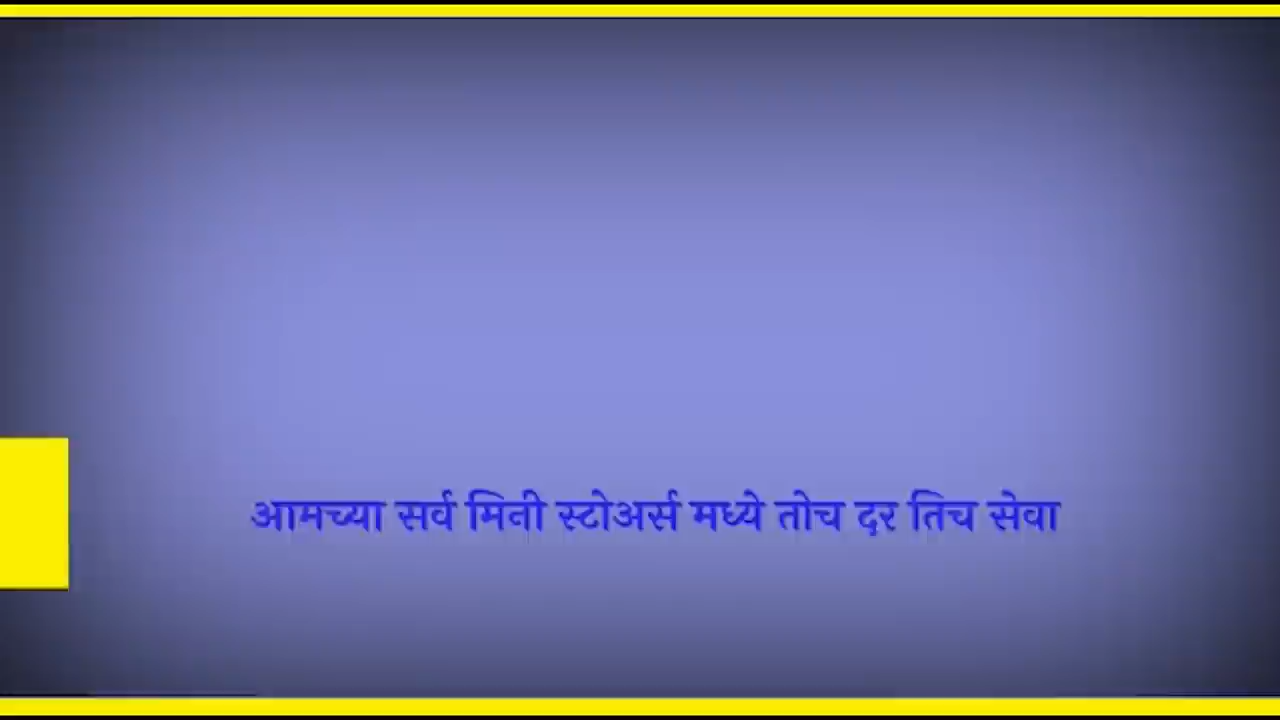 आमच्या सर्व मिनी स्टोअर्स मध्ये तोच दर तिच सेवा